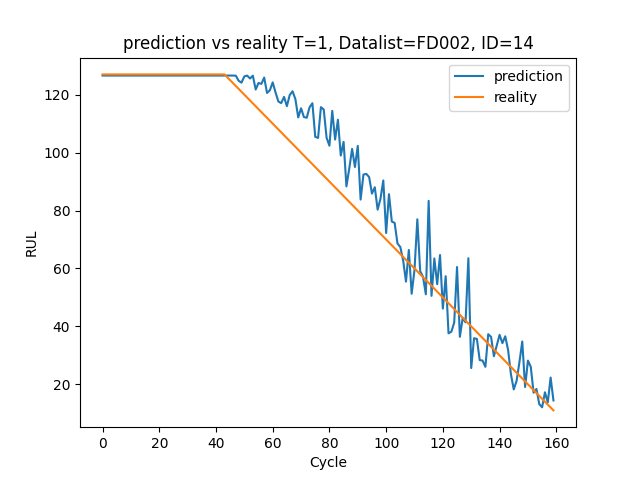 prediction vs reality T=1, Datalist=FD002, ID=14
prediction
reality
120
100
80
60
40
20
RUL
0 20 40 60 80 100 120 140 160
Cycle